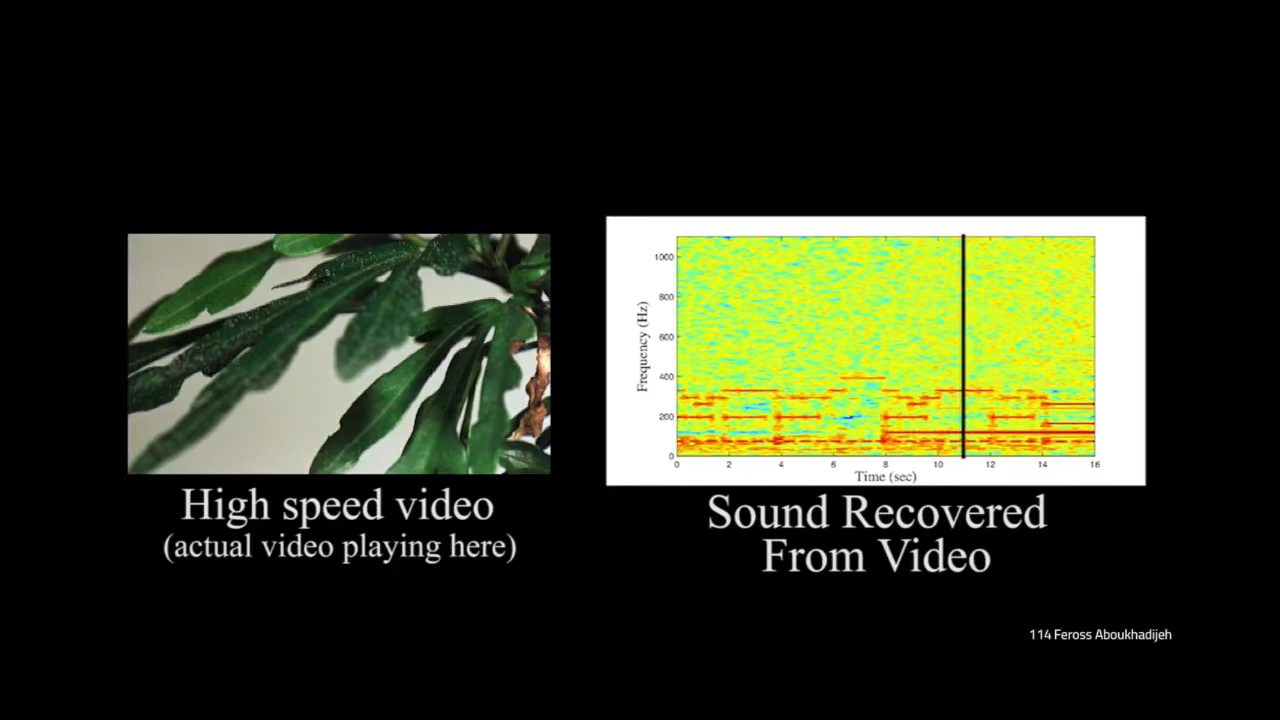 High speed video
(actual video playing here)
1000
800
600
400
200
0
Frequency (Hz)
0 2 4 6 8 10 12 14 16
Time (sec)
Sound Recovered
From Video
114 Feross Aboukhadijeh